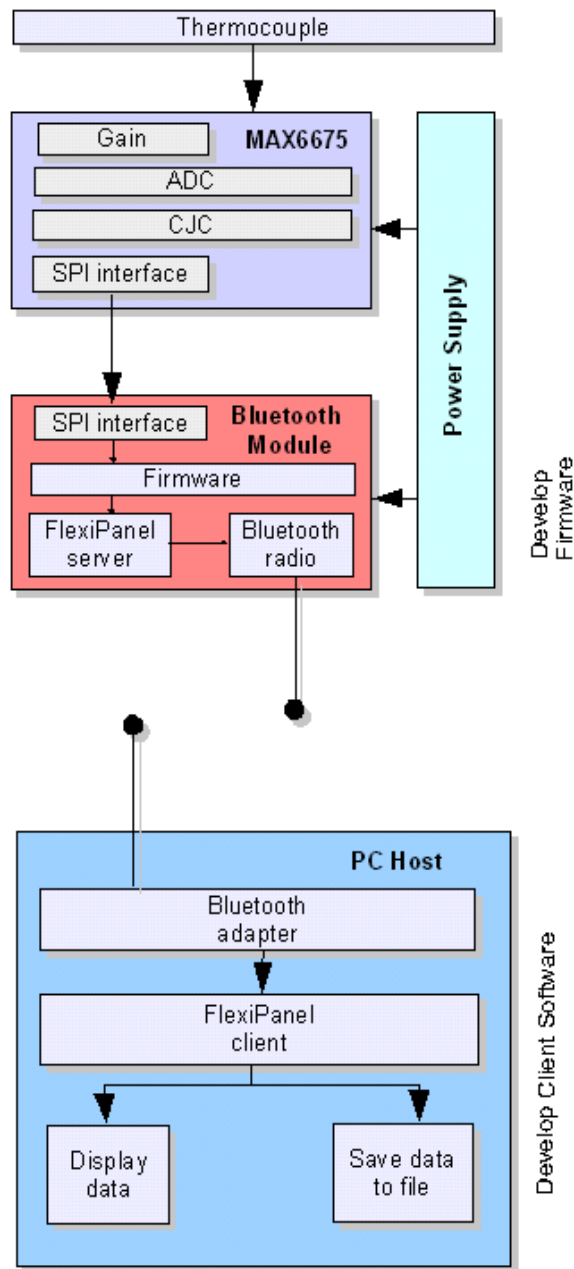 Thermocouple
Gain
MAX6675
ADC
CJC
SPI interface
Power Supply
SPI interface
Bluetooth
Module
Firmware
FlexiPanel
server
Bluetooth
radio
Develop
Firmware
PC Host
Bluetooth
adapter
FlexiPanel
client
Display
data
Save data
to file
Develop Client Software